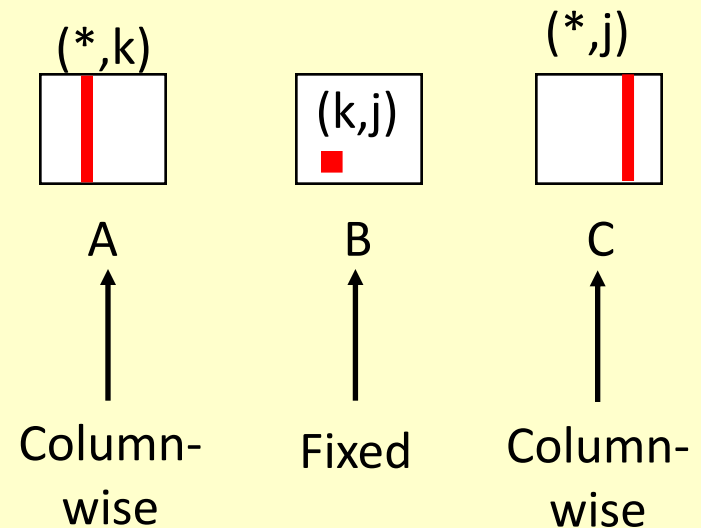 (*,k)
(k,j)
(*,j)
A
B
C
Column-
wise
Fixed
Column-
wise